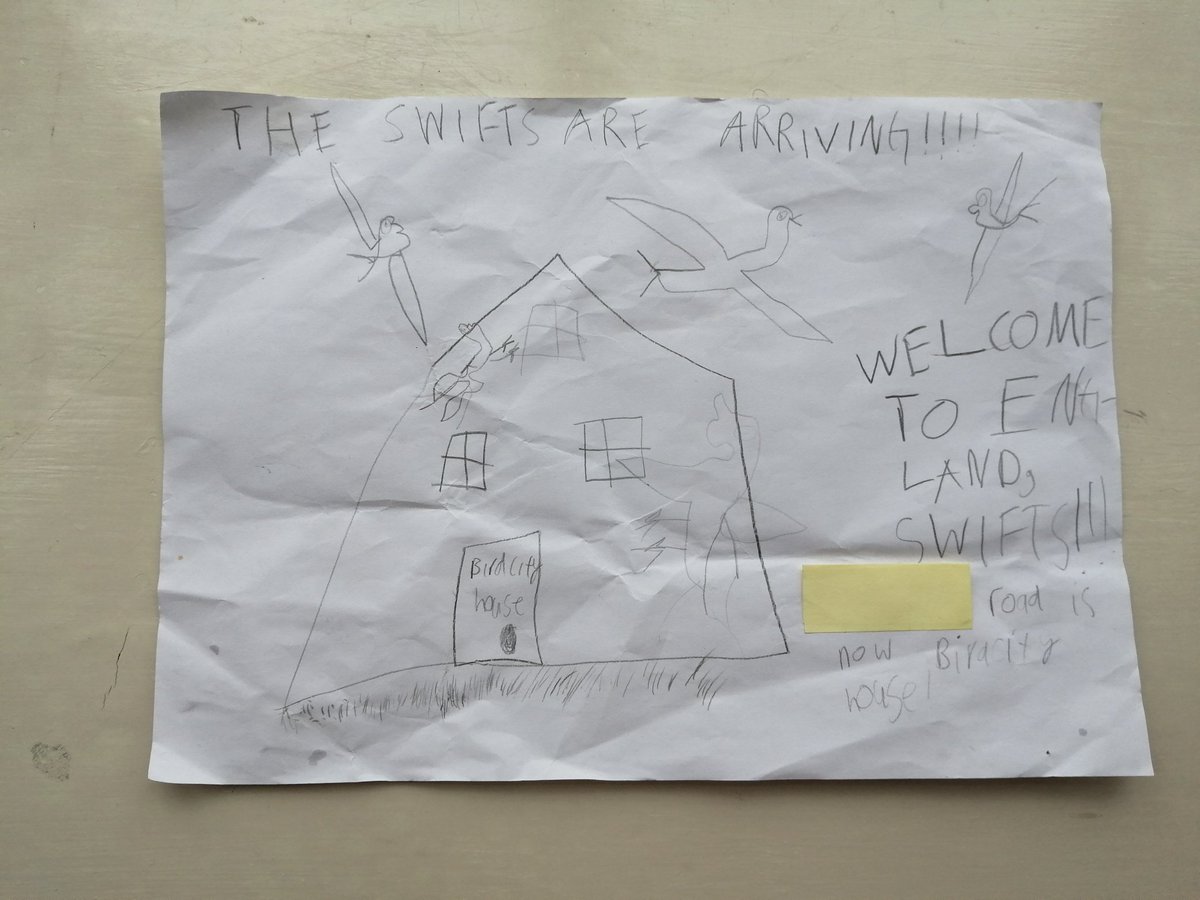 THE SWIFTS ARE ARRIVING!!!!
WELCOME
TO ENG-
LAND,
SWIFTS!!!
road is
now Birdcity
house!
Birdcity
house